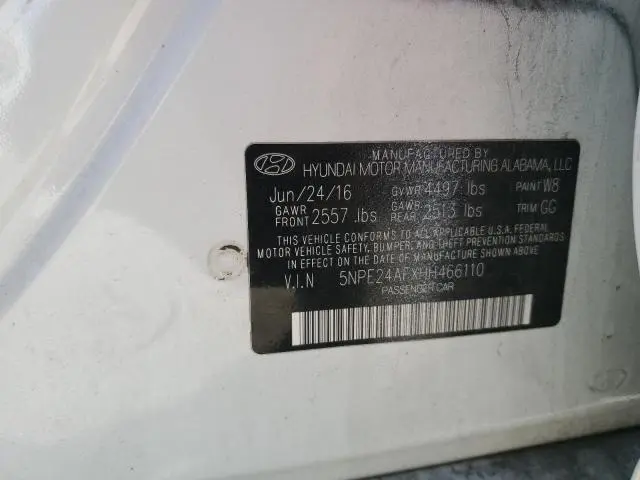 MANUFACTURED BY
HYUNDAI MOTOR MANUFACTURING ALABAMA, LLC
Jun/24/16 GVWR 4497 lbs PAINT W8
GAWR FRONT 2557 lbs GAWR REAR 2513 lbs TRIM GG
THIS VEHICLE CONFORMS TO ALL APPLICABLE U.S.A. FEDERAL
MOTOR VEHICLE SAFETY, BUMPER, AND THEFT PREVENTION STANDARDS
IN EFFECT ON THE DATE OF MANUFACTURE SHOWN ABOVE
V.I.N 5NPE24AFXHH466110
PASSENGER CAR